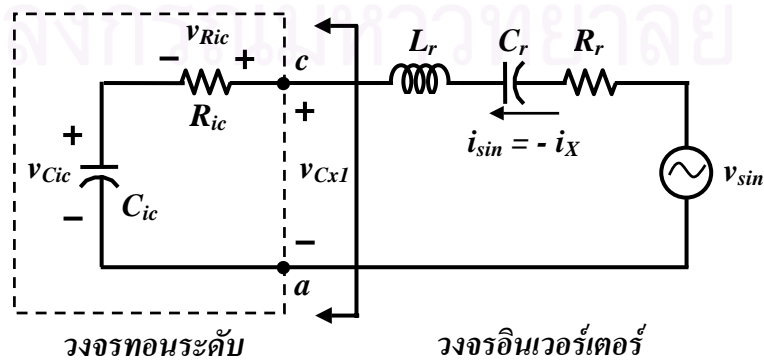 v_Ric
L_r
C_r
R_r
− +
c
R_ic
+
+
i_sin = - i_X
v_Cic
v_Cx1
v_sin
C_ic
−
−
a
วงจรทอนระดับ
วงจรอินเวอร์เตอร์